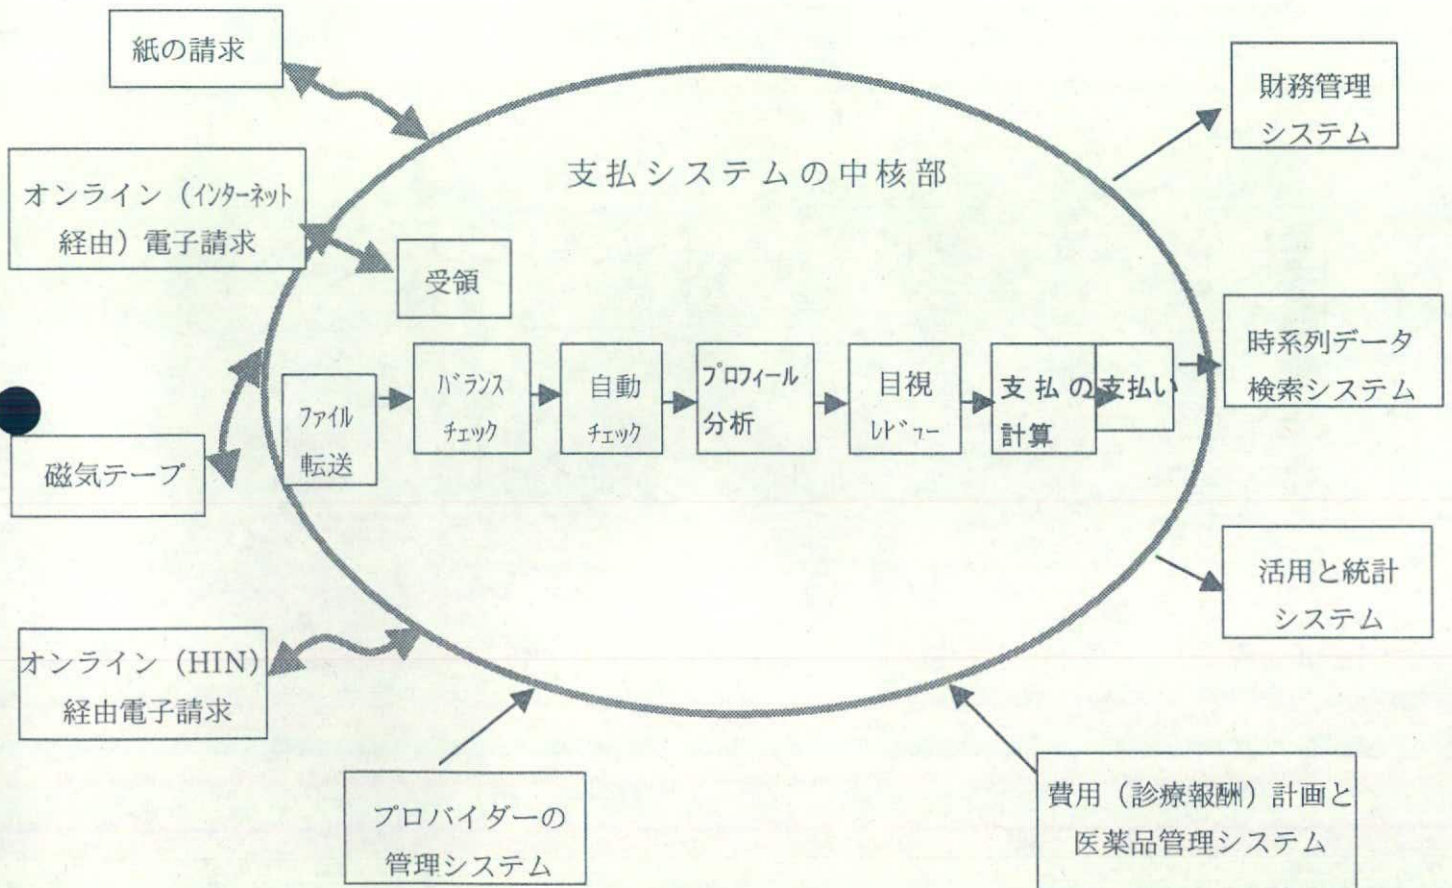 紙の請求
財務管理
システム
支払システムの中核部
オンライン（インターネット
経由）電子請求
受領
時系列データ
検索システム
ファイル
転送
バランス
チェック
自動
チェック
プロフィール
分析
目視
レビュー
支払の
計算
支払い
磁気テープ
活用と統計
システム
オンライン（HIN）
経由電子請求
プロバイダーの
管理システム
費用（診療報酬）計画と
医薬品管理システム